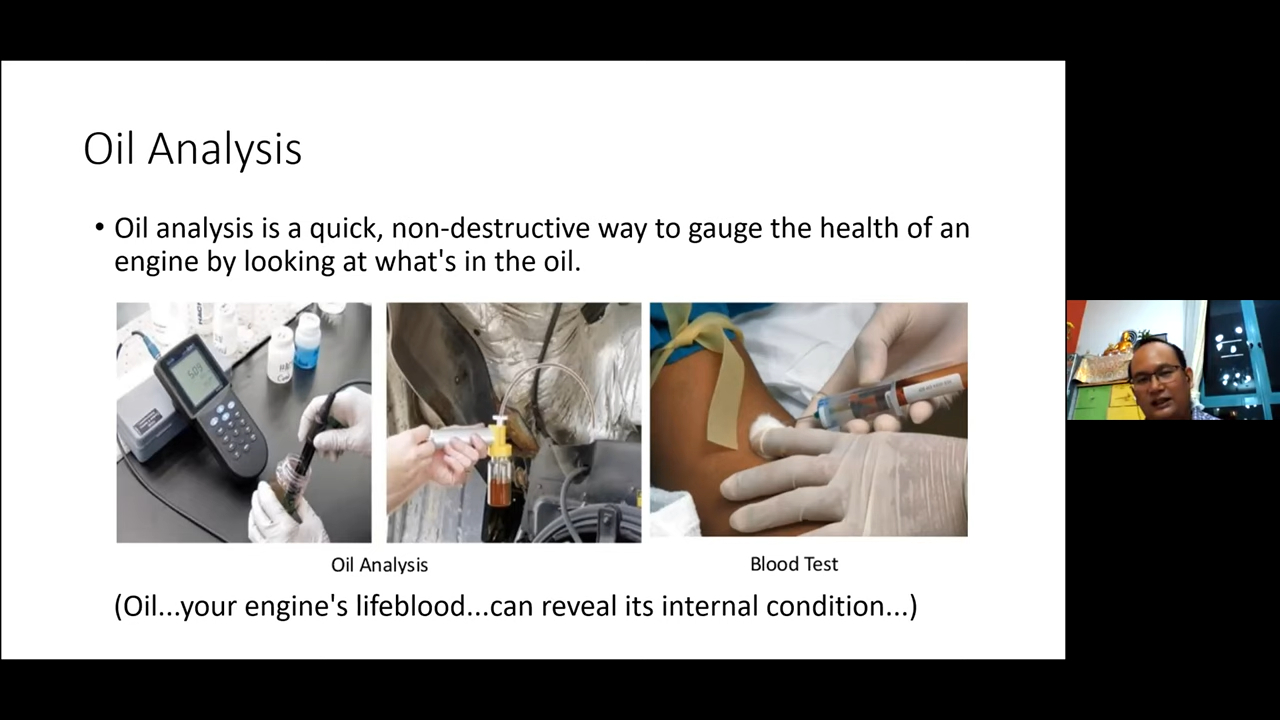 Oil Analysis
• Oil analysis is a quick, non-destructive way to gauge the health of an
engine by looking at what's in the oil.
Oil Analysis
Blood Test
(Oil...your engine's lifeblood...can reveal its internal condition...)